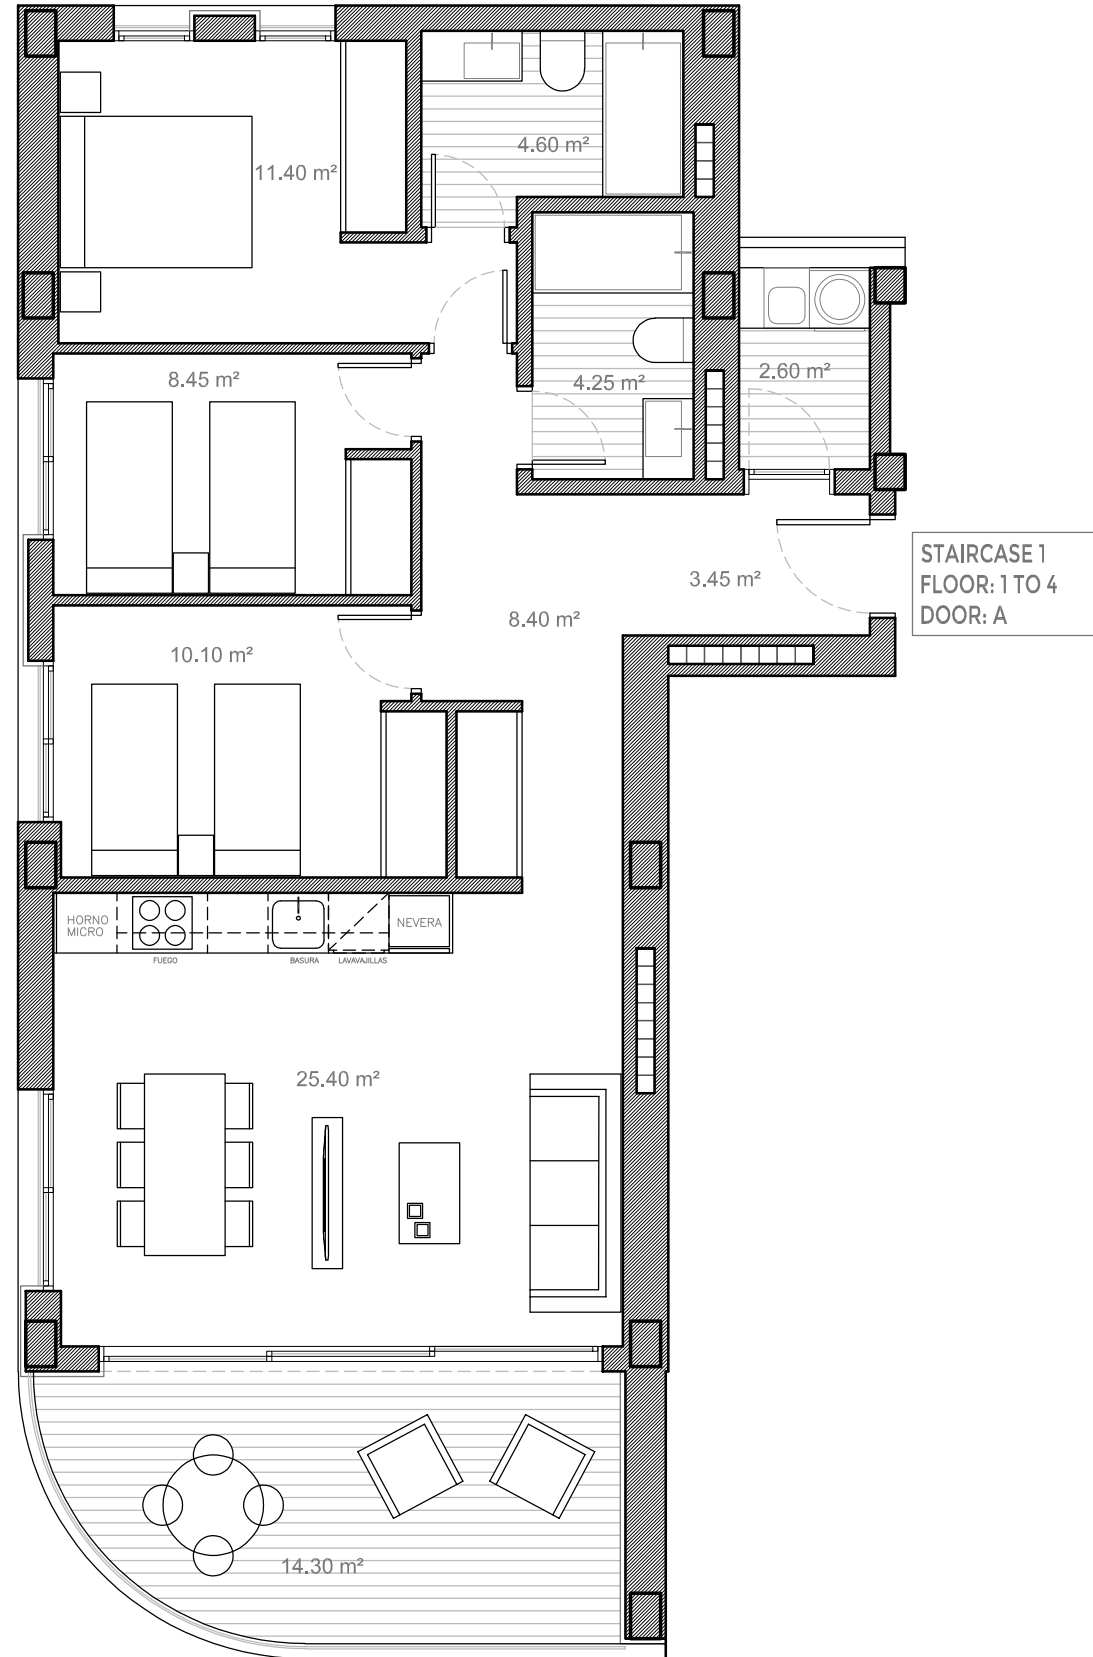 4.60 m²
11.40 m²
2.60 m²
8.45 m²
4.25 m²
STAIRCASE 1
FLOOR: 1 TO 4
DOOR: A
3.45 m²
8.40 m²
10.10 m²
HORNO
MICRO
NEVERA
FUEGO
BASURA
LAVAVAJILLAS
25.40 m²
14.30 m²